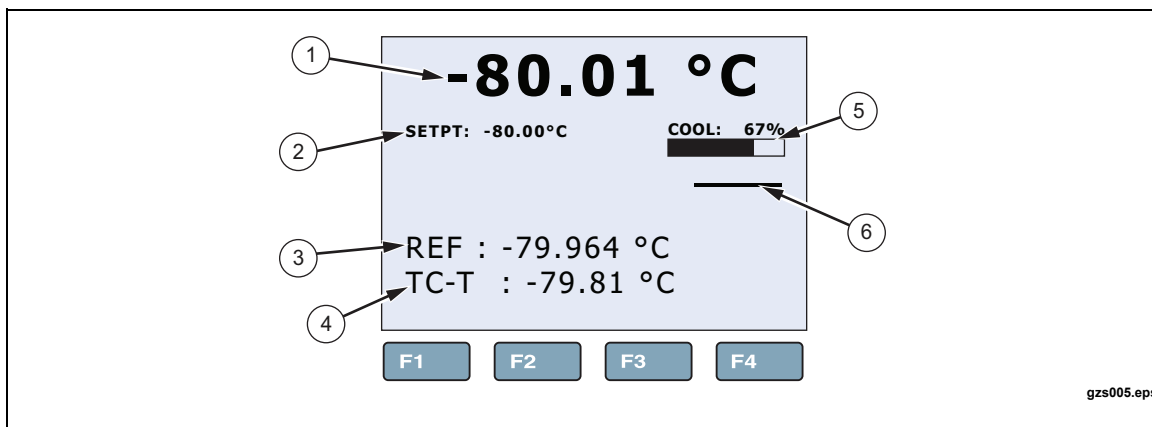 1
-80.01 °C
2
SETPT: -80.00°C
COOL: 67%
5
6
3
REF : -79.964 °C
4
TC-T : -79.81 °C
F1 F2 F3 F4
gzs005.eps